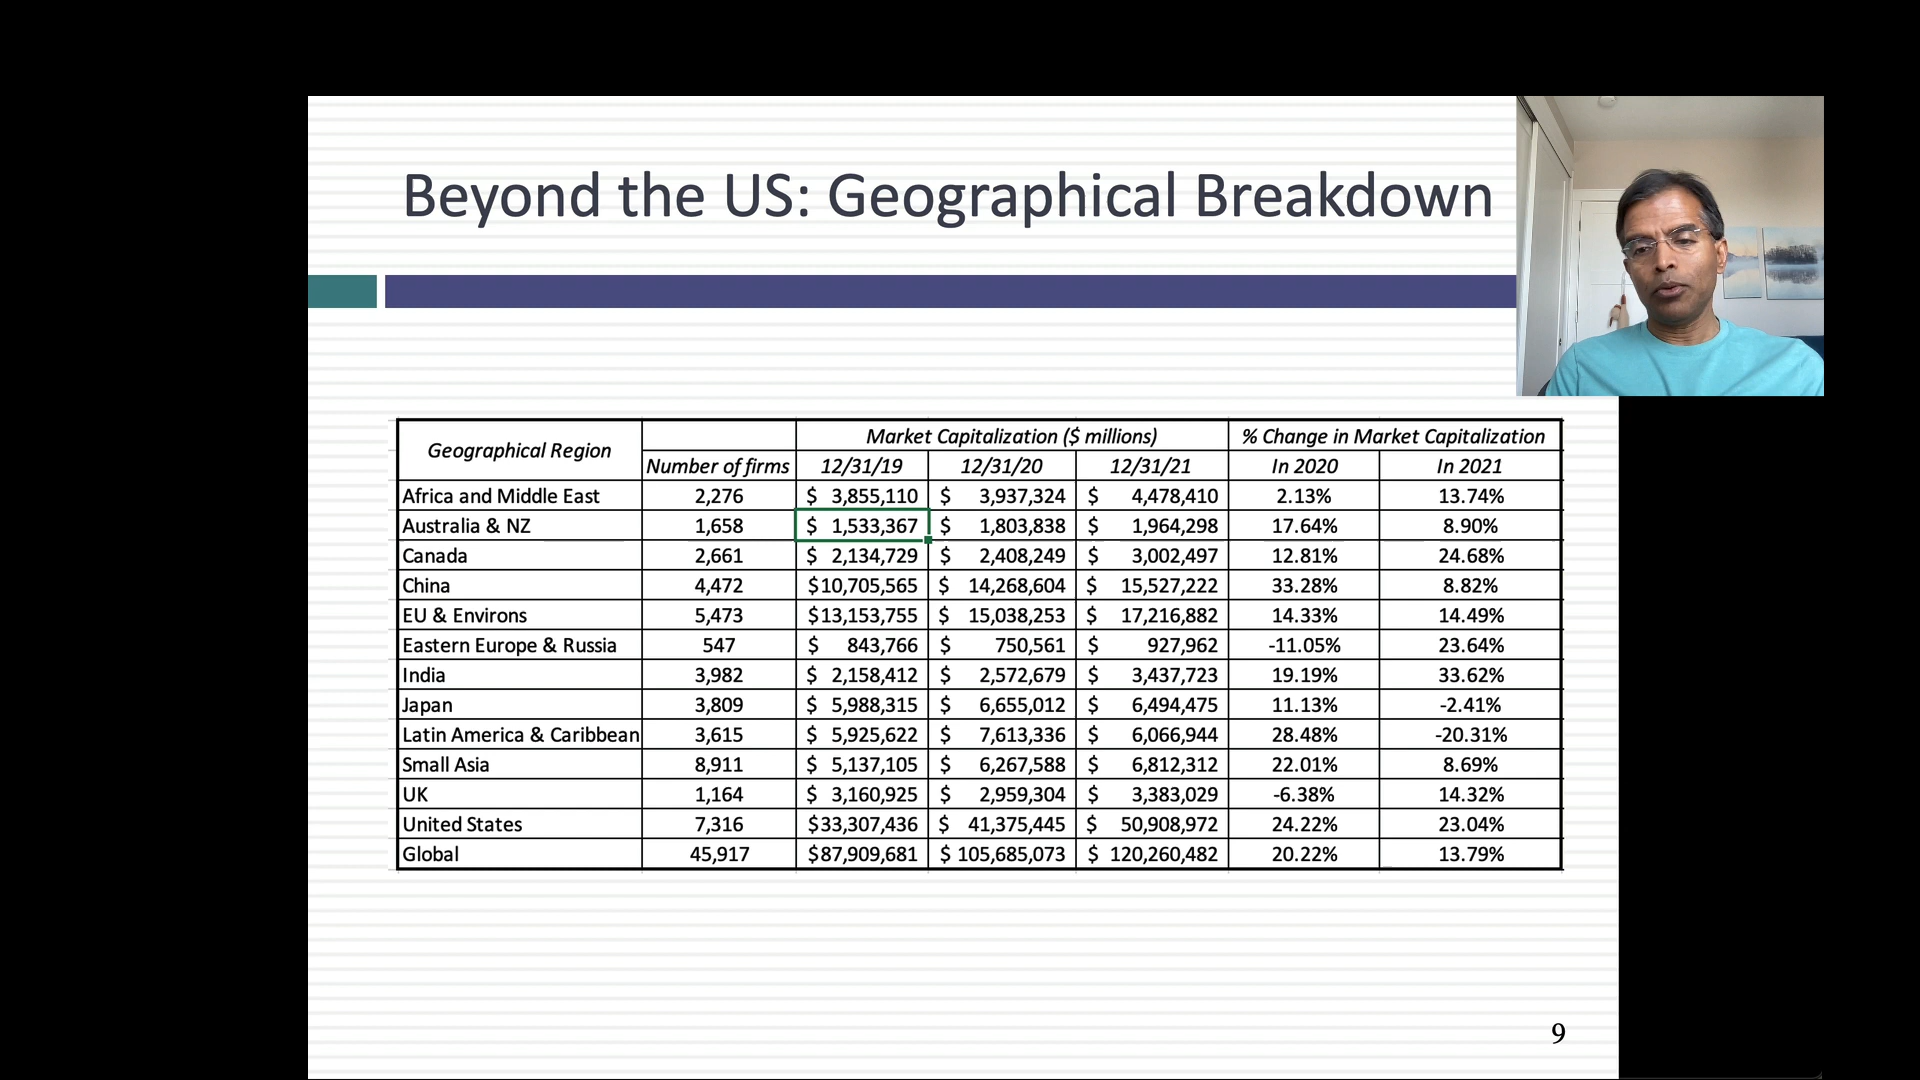 Beyond the US: Geographical Breakdown
Geographical Region Number of firms Market Capitalization ($ millions) % Change in Market Capitalization
12/31/19 12/31/20 12/31/21 In 2020 In 2021
Africa and Middle East 2,276 $ 3,855,110 $ 3,937,324 $ 4,478,410 2.13% 13.74%
Australia & NZ 1,658 $ 1,533,367 $ 1,803,838 $ 1,964,298 17.64% 8.90%
Canada 2,661 $ 2,134,729 $ 2,408,249 $ 3,002,497 12.81% 24.68%
China 4,472 $10,705,565 $ 14,268,604 $ 15,527,222 33.28% 8.82%
EU & Environs 5,473 $13,153,755 $ 15,038,253 $ 17,216,882 14.33% 14.49%
Eastern Europe & Russia 547 $ 843,766 $ 750,561 $ 927,962 -11.05% 23.64%
India 3,982 $ 2,158,412 $ 2,572,679 $ 3,437,723 19.19% 33.62%
Japan 3,809 $ 5,988,315 $ 6,655,012 $ 6,494,475 11.13% -2.41%
Latin America & Caribbean 3,615 $ 5,925,622 $ 7,613,336 $ 6,066,944 28.48% -20.31%
Small Asia 8,911 $ 5,137,105 $ 6,267,588 $ 6,812,312 22.01% 8.69%
UK 1,164 $ 3,160,925 $ 2,959,304 $ 3,383,029 -6.38% 14.32%
United States 7,316 $33,307,436 $ 41,375,445 $ 50,908,972 24.22% 23.04%
Global 45,917 $87,909,681 $ 105,685,073 $ 120,260,482 20.22% 13.79%
9